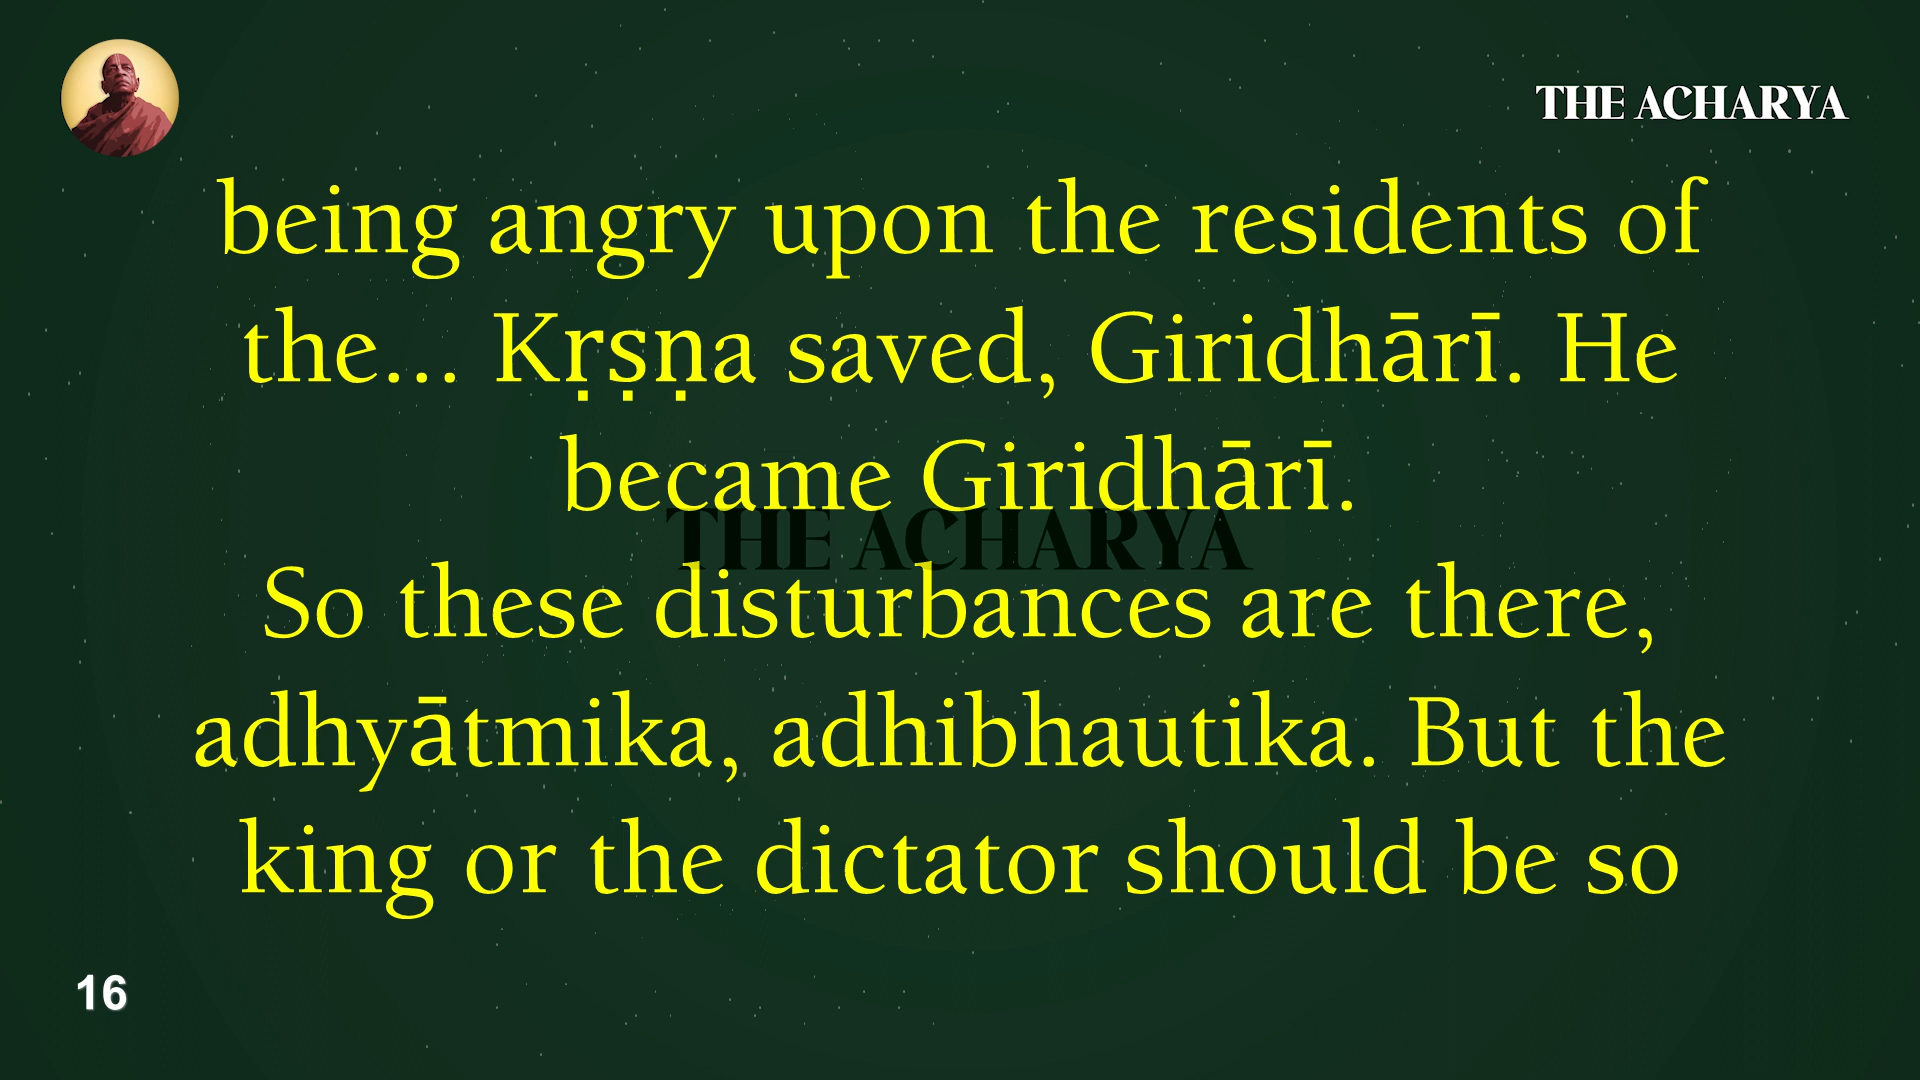 THE ACHARYA
being angry upon the residents of
the... Kṛṣṇa saved, Giridhārī. He
became Giridhārī.
THE ACHARYA
So these disturbances are there,
adhyātmika, adhibhautika. But the
king or the dictator should be so
16